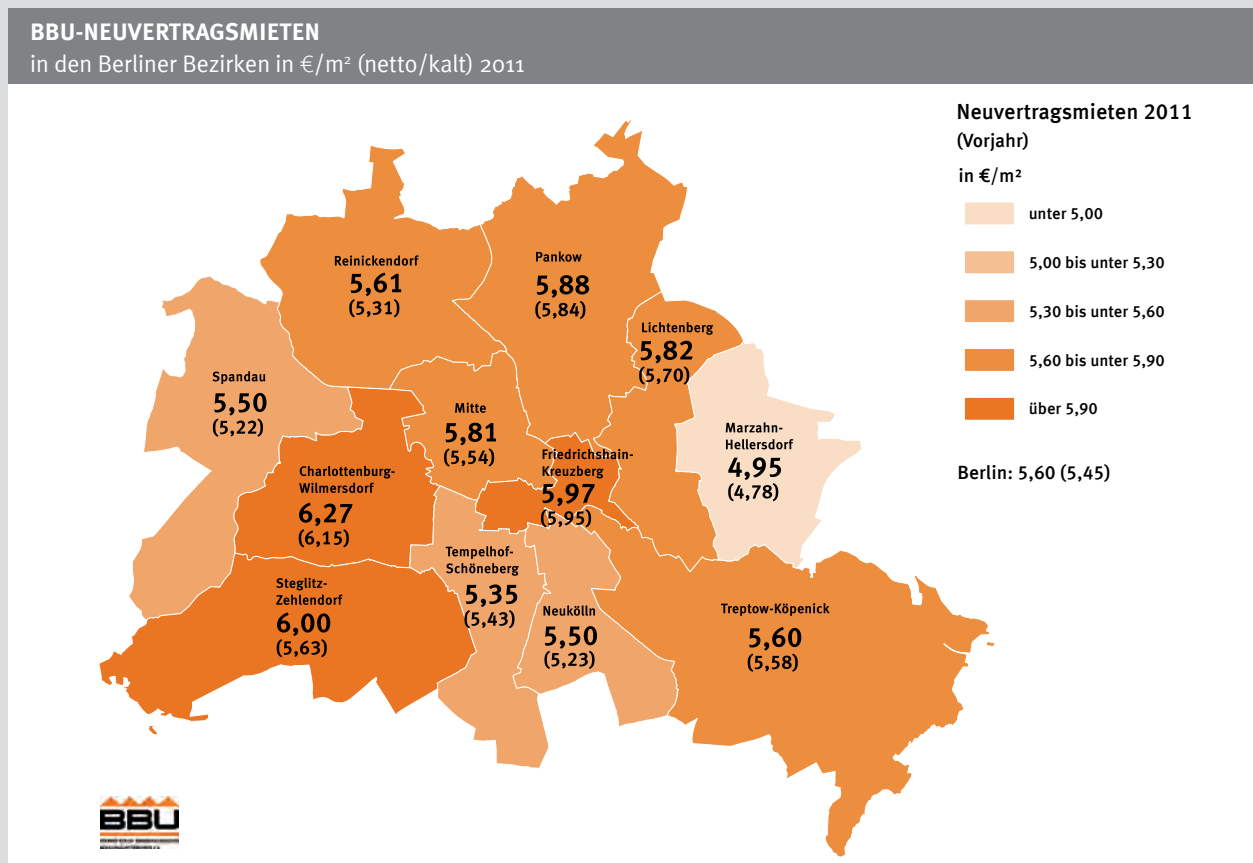 BBU-NEUVERTRAGSMIETEN
in den Berliner Bezirken in €/m² (netto/kalt) 2011
Neuvertragsmieten 2011
(Vorjahr)
in €/m²
unter 5,00
5,00 bis unter 5,30
5,30 bis unter 5,60
5,60 bis unter 5,90
über 5,90
Berlin: 5,60 (5,45)
Reinickendorf
5,61
(5,31)
Pankow
5,88
(5,84)
Lichtenberg
5,82
(5,70)
Spandau
5,50
(5,22)
Mitte
5,81
(5,54)
Marzahn-
Hellersdorf
4,95
(4,78)
Charlottenburg-
Wilmersdorf
6,27
(6,15)
Friedrichshain-
Kreuzberg
5,97
(5,95)
Tempelhof-
Schöneberg
5,35
(5,43)
Steglitz-
Zehlendorf
6,00
(5,63)
Neukölln
5,50
(5,23)
Treptow-Köpenick
5,60
(5,58)
BBU